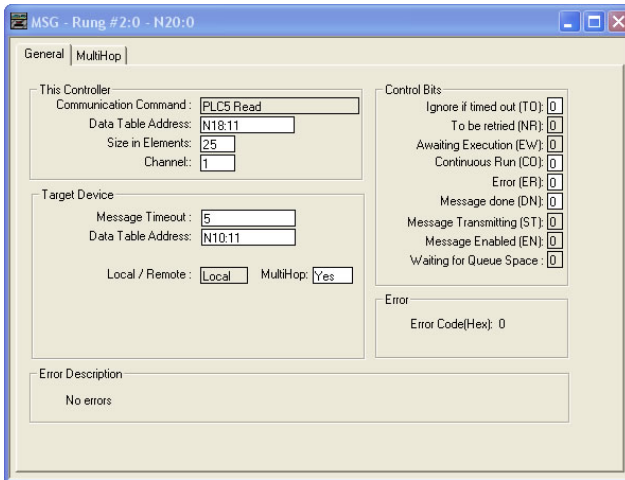 MSG - Rung #2:0 - N20:0
General MultiHop
This Controller
Communication Command : PLC5 Read
Data Table Address: N18:11
Size in Elements: 25
Channel:: 1
Target Device
Message Timeout : 5
Data Table Address: N10:11
Local / Remote : Local MultiHop: Yes
Control Bits
Ignore if timed out (TO): 0
To be retried (NR): 0
Awaiting Execution (EW): 0
Continuous Run (CO): 0
Error (ER): 0
Message done (DN): 0
Message Transmitting (ST): 0
Message Enabled (EN): 0
Waiting for Queue Space : 0
Error
Error Code(Hex): 0
Error Description
No errors